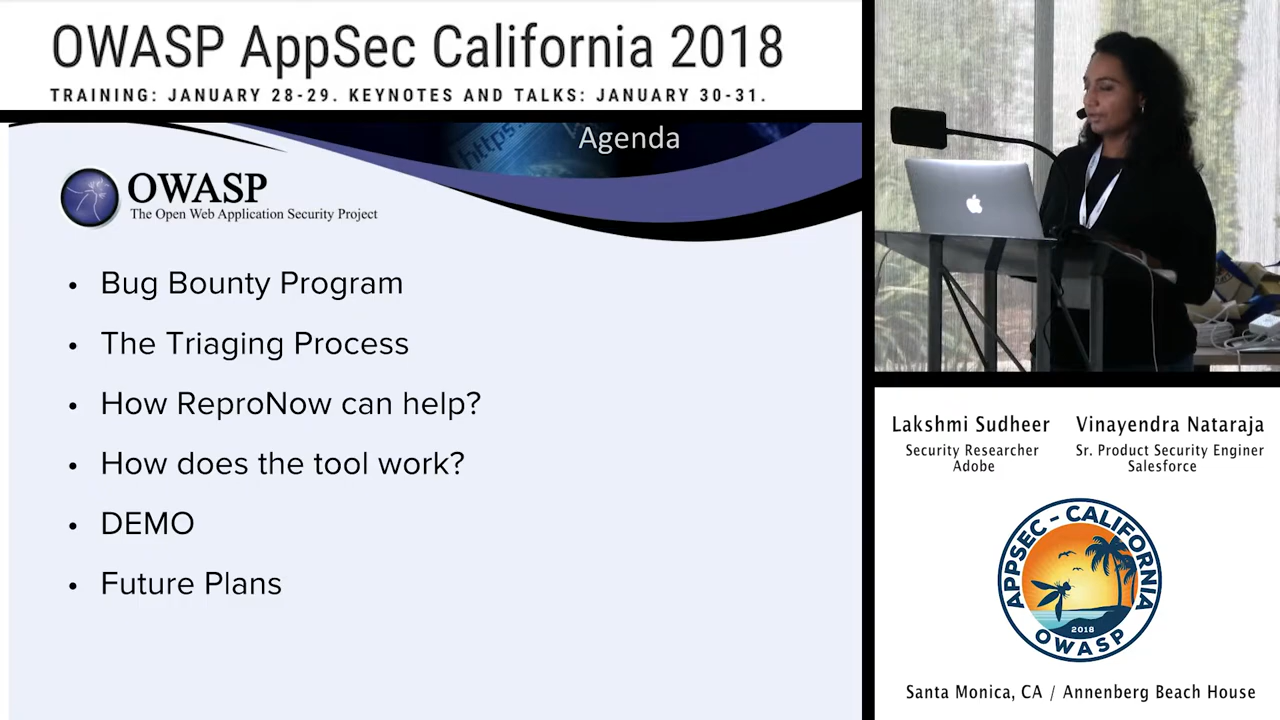 OWASP AppSec California 2018
TRAINING: JANUARY 28-29. KEYNOTES AND TALKS: JANUARY 30-31.
https:
Agenda
OWASP
The Open Web Application Security Project
• Bug Bounty Program
• The Triaging Process
• How ReproNow can help?
• How does the tool work?
• DEMO
• Future Plans
Lakshmi Sudheer
Security Researcher
Adobe
Vinayendra Nataraja
Sr. Product Security Enginer
Salesforce
APPSEC - CALIFORNIA
2018
OWASP
Santa Monica, CA / Annenberg Beach House